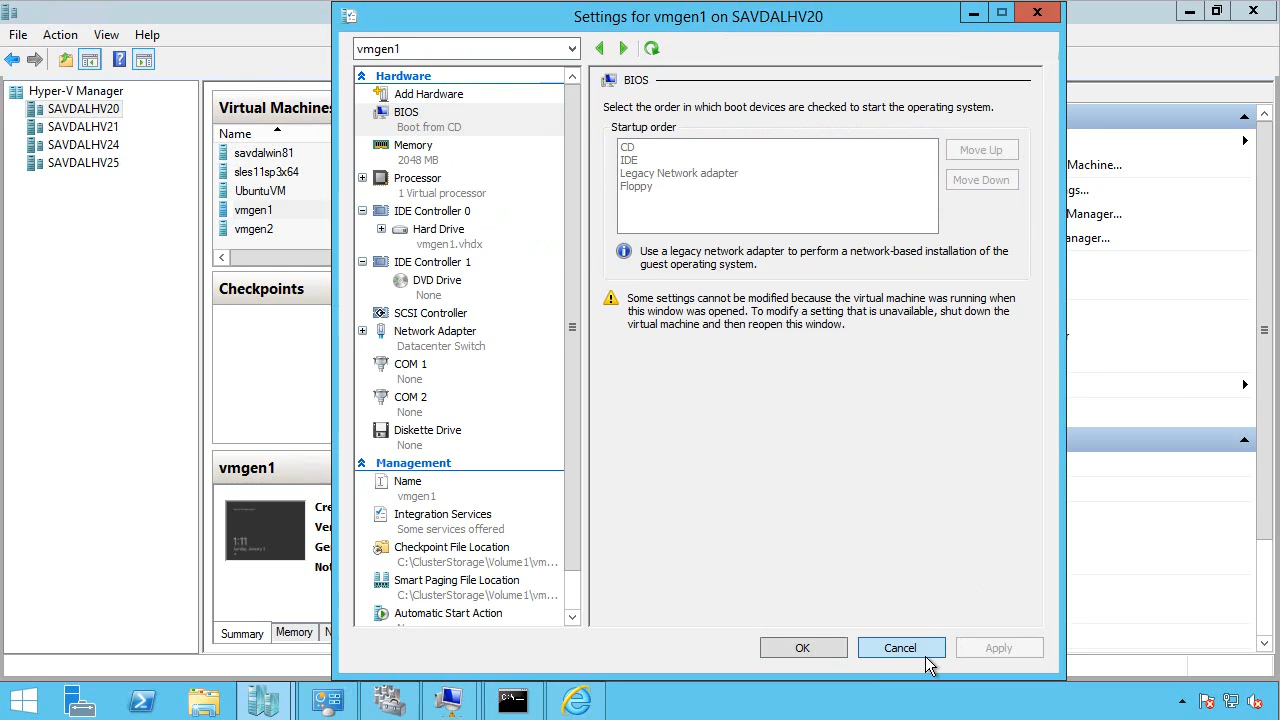 Settings for vmgen1 on SAVDALHV20
File
Action
View
Help
Hyper-V Manager
SAVDALHV20
SAVDALHV21
SAVDALHV24
SAVDALHV25
Virtual Machines
Name
savdalwin81
sles11sp3x64
UbuntuVM
vmgen1
vmgen2
Checkpoints
vmgen1
1:11
Summary
Memory
vmgen1
Hardware
Add Hardware
BIOS
Boot from CD
Memory
2048 MB
Processor
1 Virtual processor
IDE Controller 0
Hard Drive
vmgen1.vhdx
IDE Controller 1
DVD Drive
None
SCSI Controller
Network Adapter
Datacenter Switch
COM 1
None
COM 2
None
Diskette Drive
None
Management
Name
vmgen1
Integration Services
Some services offered
Checkpoint File Location
C:\ClusterStorage\Volume1\vm...
Smart Paging File Location
C:\ClusterStorage\Volume1\vm...
Automatic Start Action
BIOS
Select the order in which boot devices are checked to start the operating system.
Startup order
CD
IDE
Legacy Network adapter
Floppy
Move Up
Move Down
Use a legacy network adapter to perform a network-based installation of the
guest operating system.
Some settings cannot be modified because the virtual machine was running when
this window was opened. To modify a setting that is unavailable, shut down the
virtual machine and then reopen this window.
OK
Cancel
Apply
Machine...
gs...
Manager...
anager...